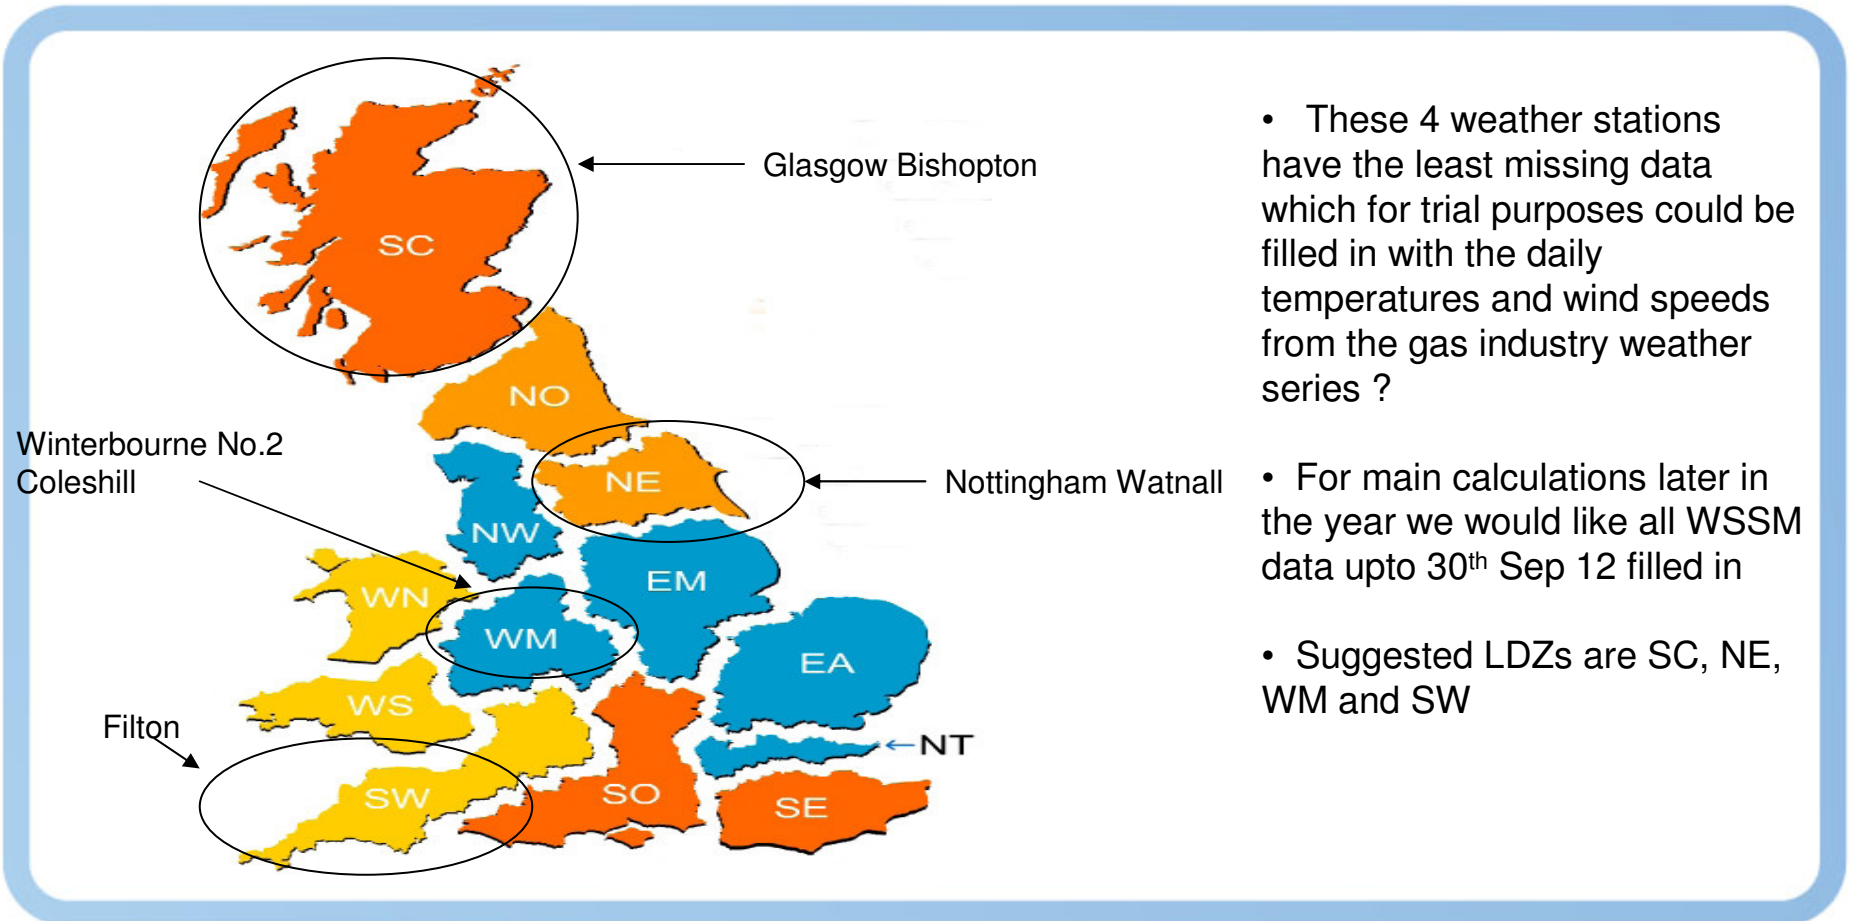 Glasgow Bishopton
SC
NO
Winterbourne No.2
Coleshill
NE
Nottingham Watnall
NW
EM
WN
WM
EA
WS
Filton
NT
SW
SO
SE
• These 4 weather stations
have the least missing data
which for trial purposes could be
filled in with the daily
temperatures and wind speeds
from the gas industry weather
series ?
• For main calculations later in
the year we would like all WSSM
data upto 30th Sep 12 filled in
• Suggested LDZs are SC, NE,
WM and SW